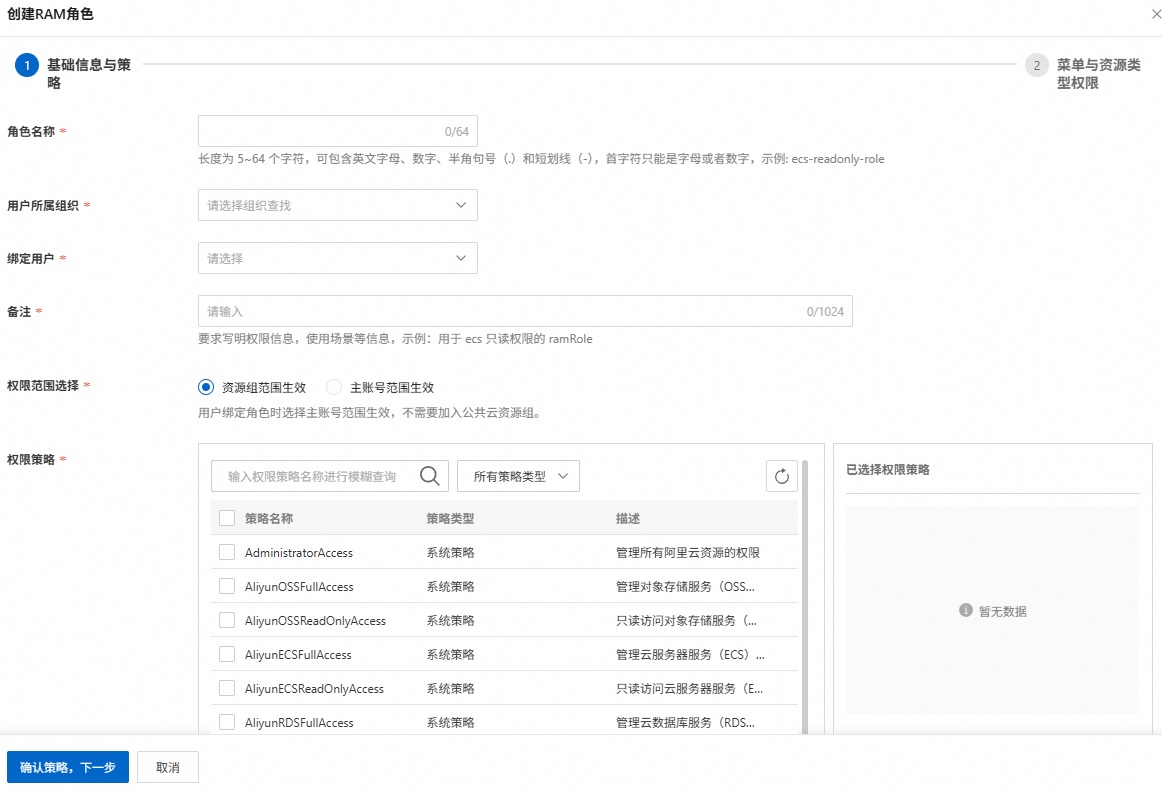 创建RAM角色
1 基础信息与策
略
2 菜单与资源类
型权限
角色名称 *
0/64
长度为 5~64 个字符，可包含英文字母、数字、半角句号（.）和短划线（-），首字符只能是字母或者数字，示例: ecs-readonly-role
用户所属组织 *
请选择组织查找
绑定用户 *
请选择
备注 *
请输入 0/1024
要求写明权限信息，使用场景等信息，示例：用于 ecs 只读权限的 ramRole
权限范围选择 *
资源组范围生效 主账号范围生效
用户绑定角色时选择主账号范围生效，不需要加入公共云资源组。
权限策略 *
输入权限策略名称进行模糊查询 所有策略类型
策略名称 策略类型 描述
AdministratorAccess 系统策略 管理所有阿里云资源的权限
AliyunOSSFullAccess 系统策略 管理对象存储服务（OSS...
AliyunOSSReadOnlyAccess 系统策略 只读访问对象存储服务（...
AliyunECSFullAccess 系统策略 管理云服务器服务（ECS）...
AliyunECSReadOnlyAccess 系统策略 只读访问云服务器服务（E...
AliyunRDSFullAccess 系统策略 管理云数据库服务（RDS...
已选择权限策略
暂无数据
确认策略，下一步 取消